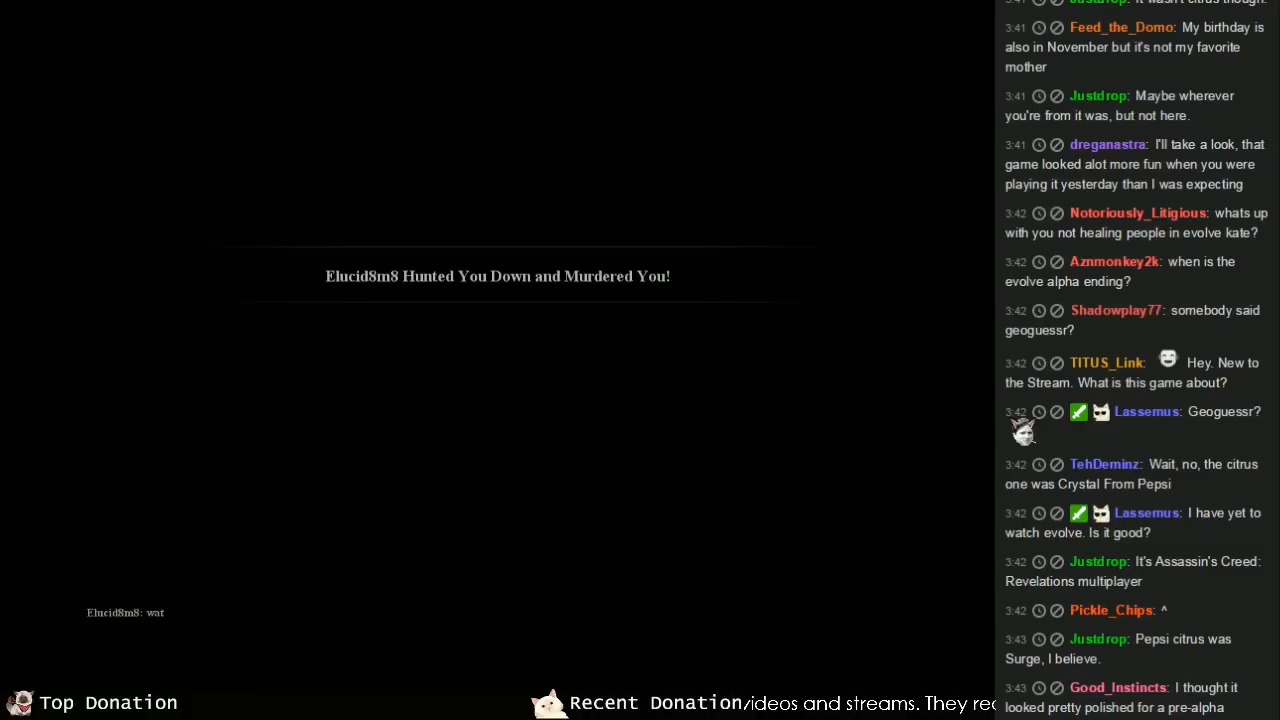 Elucid8m8 Hunted You Down and Murdered You!
Elucid8m8: wat
Top Donation
Recent Donation
videos and streams. They rec
3:41 Justdrop: It wasn't citrus though.
3:41 Feed_the_Domo: My birthday is
also in November but it's not my favorite
mother
3:41 Justdrop: Maybe wherever
you're from it was, but not here.
3:41 dreganastra: I'll take a look, that
game looked alot more fun when you were
playing it yesterday than I was expecting
3:42 Notoriously_Litigious: whats up
with you not healing people in evolve kate?
3:42 Aznmonkey2k: when is the
evolve alpha ending?
3:42 Shadowplay77: somebody said
geoguessr?
3:42 TITUS_Link: Hey. New to
the Stream. What is this game about?
3:42 Lassemus: Geoguessr?
3:42 TehDeminz: Wait, no, the citrus
one was Crystal From Pepsi
3:42 Lassemus: I have yet to
watch evolve. Is it good?
3:42 Justdrop: It's Assassin's Creed:
Revelations multiplayer
3:42 Pickle_Chips: ^
3:43 Justdrop: Pepsi citrus was
Surge, I believe.
3:43 Good_Instincts: I thought it
looked pretty polished for a pre-alpha